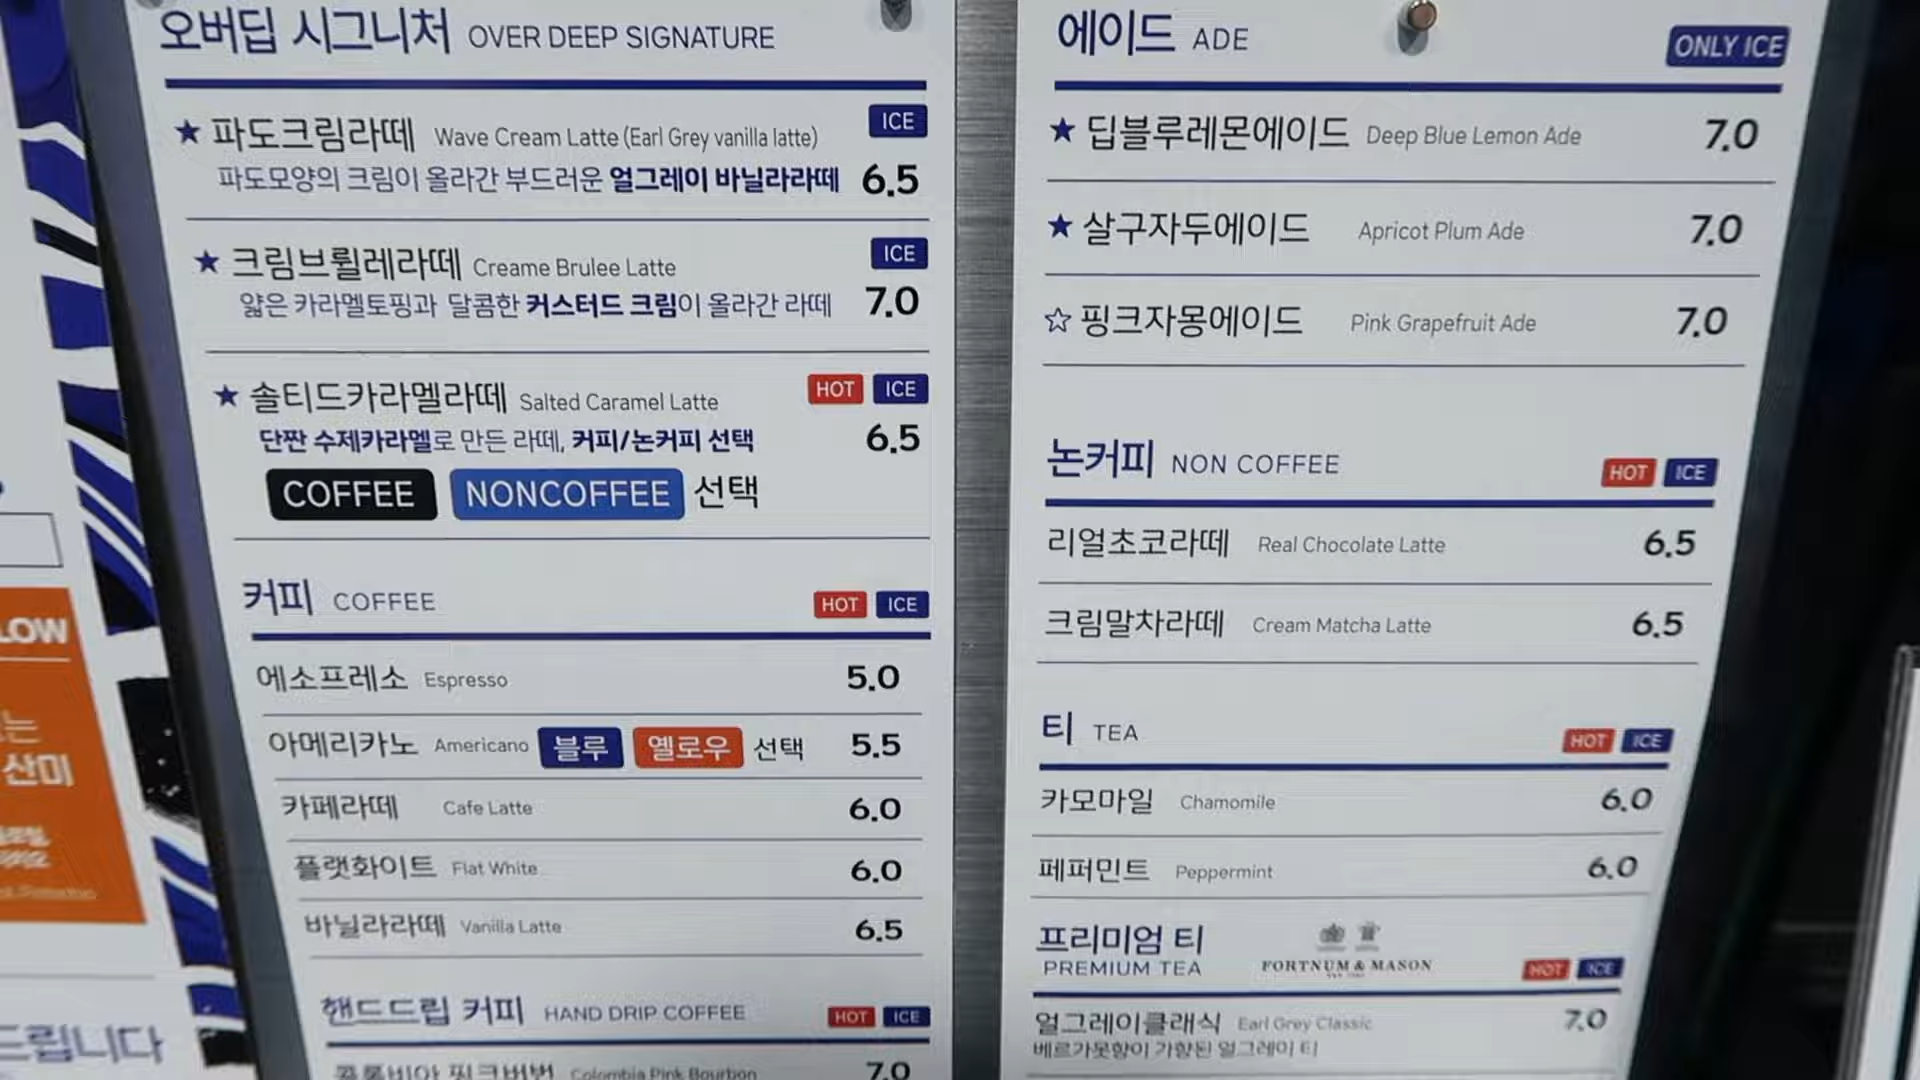 오버딥 시그니처 OVER DEEP SIGNATURE
★ 파도크림라떼 Wave Cream Latte (Earl Grey vanilla latte) ICE
파도모양의 크림이 올라간 부드러운 얼그레이 바닐라라떼 6.5
★ 크림브륄레라떼 Creame Brulee Latte ICE
얇은 카라멜토핑과 달콤한 커스터드 크림이 올라간 라떼 7.0
★ 솔티드카라멜라떼 Salted Caramel Latte HOT ICE
단짠 수제카라멜로 만든 라떼, 커피/논커피 선택 6.5
COFFEE NONCOFFEE 선택
커피 COFFEE HOT ICE
에소프레소 Espresso 5.0
아메리카노 Americano 블루 옐로우 선택 5.5
카페라떼 Cafe Latte 6.0
플랫화이트 Flat White 6.0
바닐라라떼 Vanilla Latte 6.5
핸드드립 커피 HAND DRIP COFFEE HOT ICE
콜롬비아 핑크버번 Colombia Pink Bourbon 7.0
에이드 ADE ONLY ICE
★ 딥블루레몬에이드 Deep Blue Lemon Ade 7.0
★ 살구자두에이드 Apricot Plum Ade 7.0
☆ 핑크자몽에이드 Pink Grapefruit Ade 7.0
논커피 NON COFFEE HOT ICE
리얼초코라떼 Real Chocolate Latte 6.5
크림말차라떼 Cream Matcha Latte 6.5
티 TEA HOT ICE
카모마일 Chamomile 6.0
페퍼민트 Peppermint 6.0
프리미엄 티
PREMIUM TEA FORTNUM & MASON HOT ICE
얼그레이클래식 Earl Grey Classic 7.0
베르가못향이 가향된 얼그레이 티
LOW
는
산미
드립니다